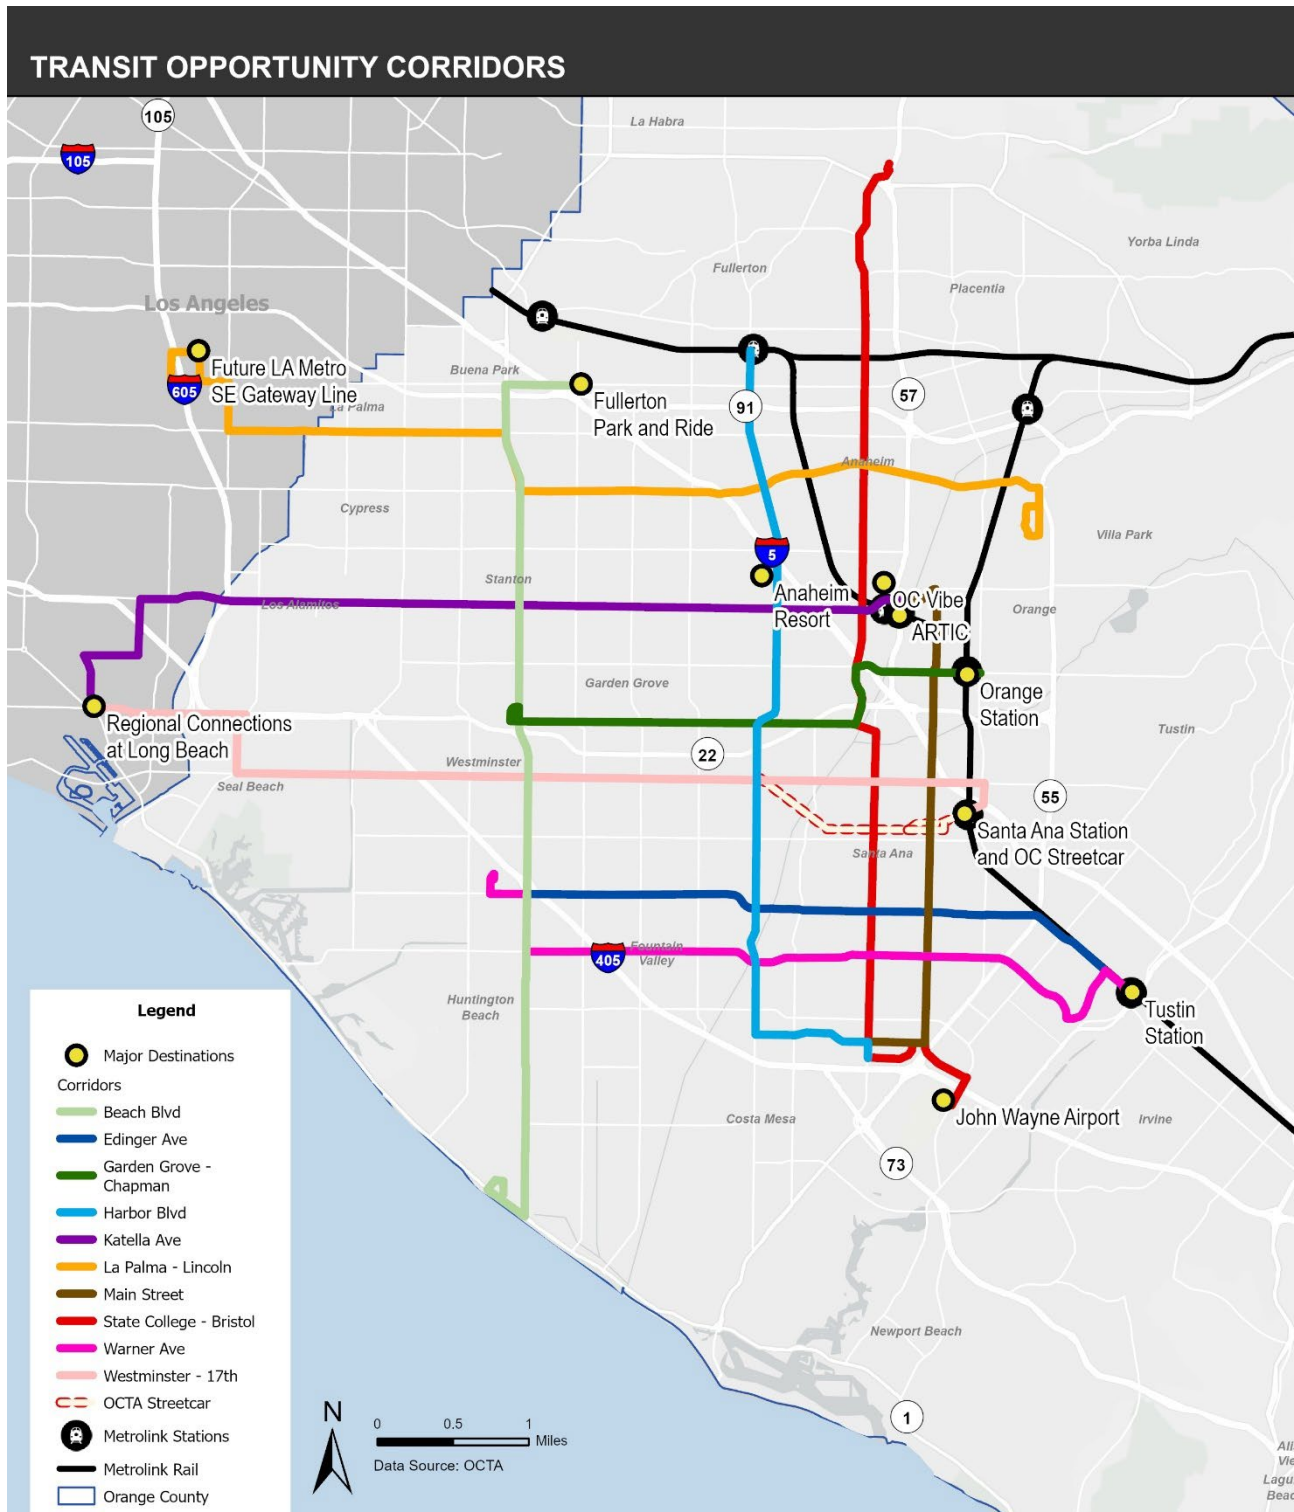 TRANSIT OPPORTUNITY CORRIDORS
105
La Habra
105
Yorba Linda
Fullerton
Placentia
Los Angeles
Future LA Metro
SE Gateway Line
Buena Park
605
La Palma
Fullerton
Park and Ride
91
57
Anaheim
Cypress
Villa Park
5
Stanton
Anaheim
Resort
OC Vibe
ARTIC
Los Alamitos
Orange
Garden Grove
Orange
Station
Regional Connections
at Long Beach
Tustin
22
Westminster
Seal Beach
55
Santa Ana Station
and OC Streetcar
Santa Ana
405
Fountain
Valley
Huntington
Beach
Tustin
Station
Costa Mesa
John Wayne Airport
Irvine
73
Newport Beach
1
Legend
Major Destinations
Corridors
Beach Blvd
Edinger Ave
Garden Grove -
Chapman
Harbor Blvd
Katella Ave
La Palma - Lincoln
Main Street
State College - Bristol
Warner Ave
Westminster - 17th
OCTA Streetcar
Metrolink Stations
Metrolink Rail
Orange County
N
0 0.5 1
Miles
Data Source: OCTA